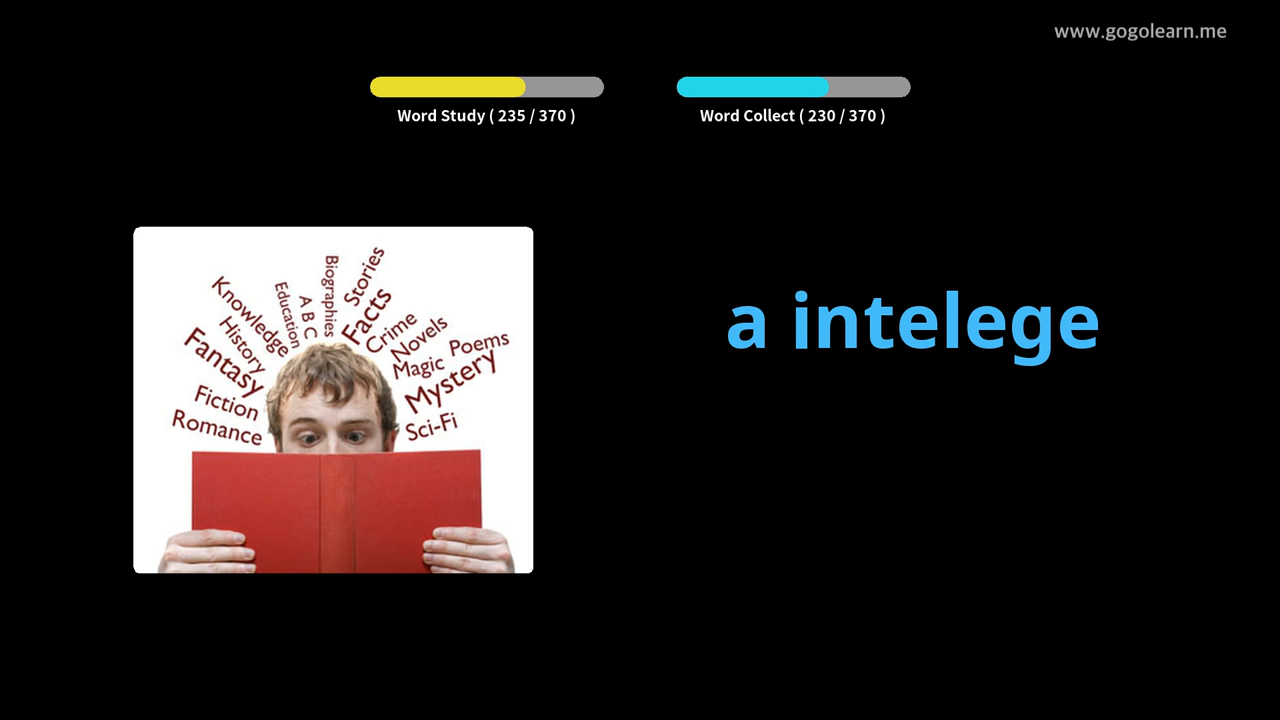 www.gogolearn.me
Word Study ( 235 / 370 )
Word Collect ( 230 / 370 )
a intelege
Biographies
Stories
Education
A B C
Facts
Knowledge
History
Crime
Novels
Poems
Fantasy
Magic
Mystery
Fiction
Romance
Sci-Fi